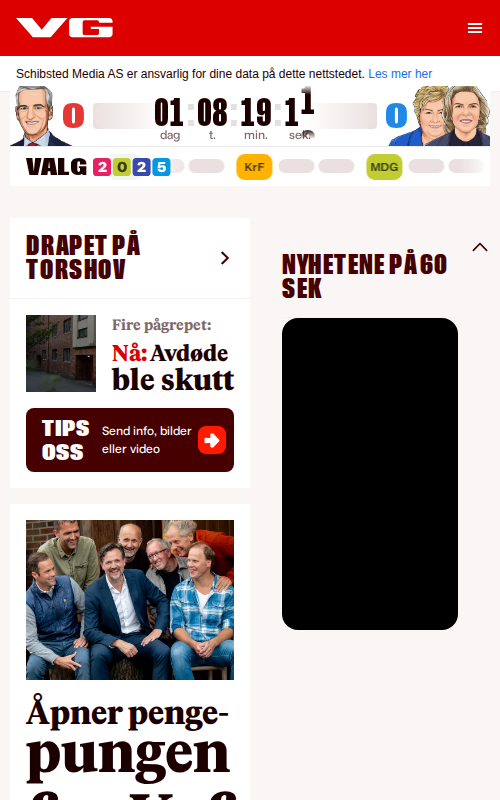 VG
Schibsted Media AS er ansvarlig for dine data på dette nettstedet. Les mer her
0 01:08:19:11 0
dag t. min. sek.
VALG 2025 KrF MDG
DRAPET PÅ
TORSHOV
Fire pågrepet:
Nå: Avdøde
ble skutt
TIPS
OSS
Send info, bilder
eller video
Åpner penge-
pungen
NYHETENE PÅ 60
SEK